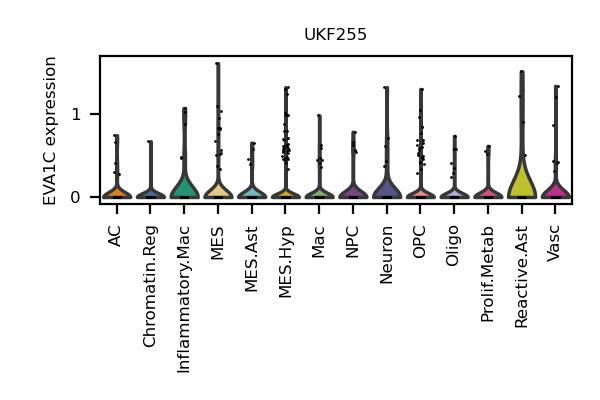 UKF255
EVA1C expression
1
0
AC
Chromatin.Reg
Inflammatory.Mac
MES
MES.Ast
MES.Hyp
Mac
NPC
Neuron
OPC
Oligo
Prolif.Metab
Reactive.Ast
Vasc